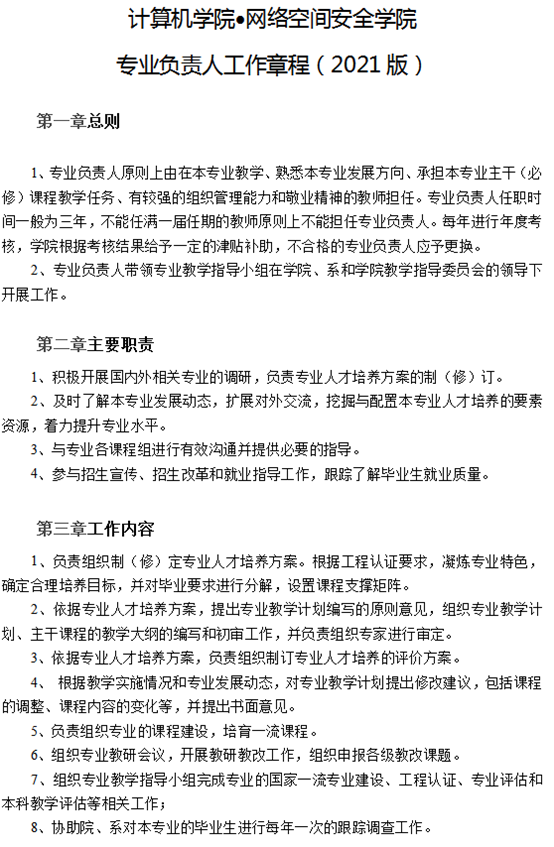 计算机学院•网络空间安全学院
专业负责人工作章程（2021 版）
第一章总则
1、专业负责人原则上由在本专业教学、熟悉本专业发展方向、承担本专业主干（必
修）课程教学任务、有较强的组织管理能力和敬业精神的教师担任。专业负责人任职时
间一般为三年，不能任满一届任期的教师原则上不能担任专业负责人。每年进行年度考
核，学院根据考核结果给予一定的津贴补助，不合格的专业负责人应予更换。
2、专业负责人带领专业教学指导小组在学院、系和学院教学指导委员会的领导下
开展工作。
第二章主要职责
1、积极开展国内外相关专业的调研，负责专业人才培养方案的制（修）订。
2、及时了解本专业发展动态，扩展对外交流，挖掘与配置本专业人才培养的要素
资源，着力提升专业水平。
3、与专业各课程组进行有效沟通并提供必要的指导。
4、参与招生宣传、招生改革和就业指导工作，跟踪了解毕业生就业质量。
第三章工作内容
1、负责组织制（修）定专业人才培养方案。根据工程认证要求，凝炼专业特色，
确定合理培养目标，并对毕业要求进行分解，设置课程支撑矩阵。
2、依据专业人才培养方案，提出专业教学计划编写的原则意见，组织专业教学计
划、主干课程的教学大纲的编写和初审工作，并负责组织专家进行审定。
3、依据专业人才培养方案，负责组织制订专业人才培养的评价方案。
4、 根据教学实施情况和专业发展动态，对专业教学计划提出修改建议，包括课程
的调整、课程内容的变化等，并提出书面意见。
5、负责组织专业的课程建设，培育一流课程。
6、组织专业教研会议，开展教研教改工作，组织申报各级教改课题。
7、组织专业教学指导小组完成专业的国家一流专业建设、工程认证、专业评估和
本科教学评估等相关工作；
8、协助院、系对本专业的毕业生进行每年一次的跟踪调查工作。